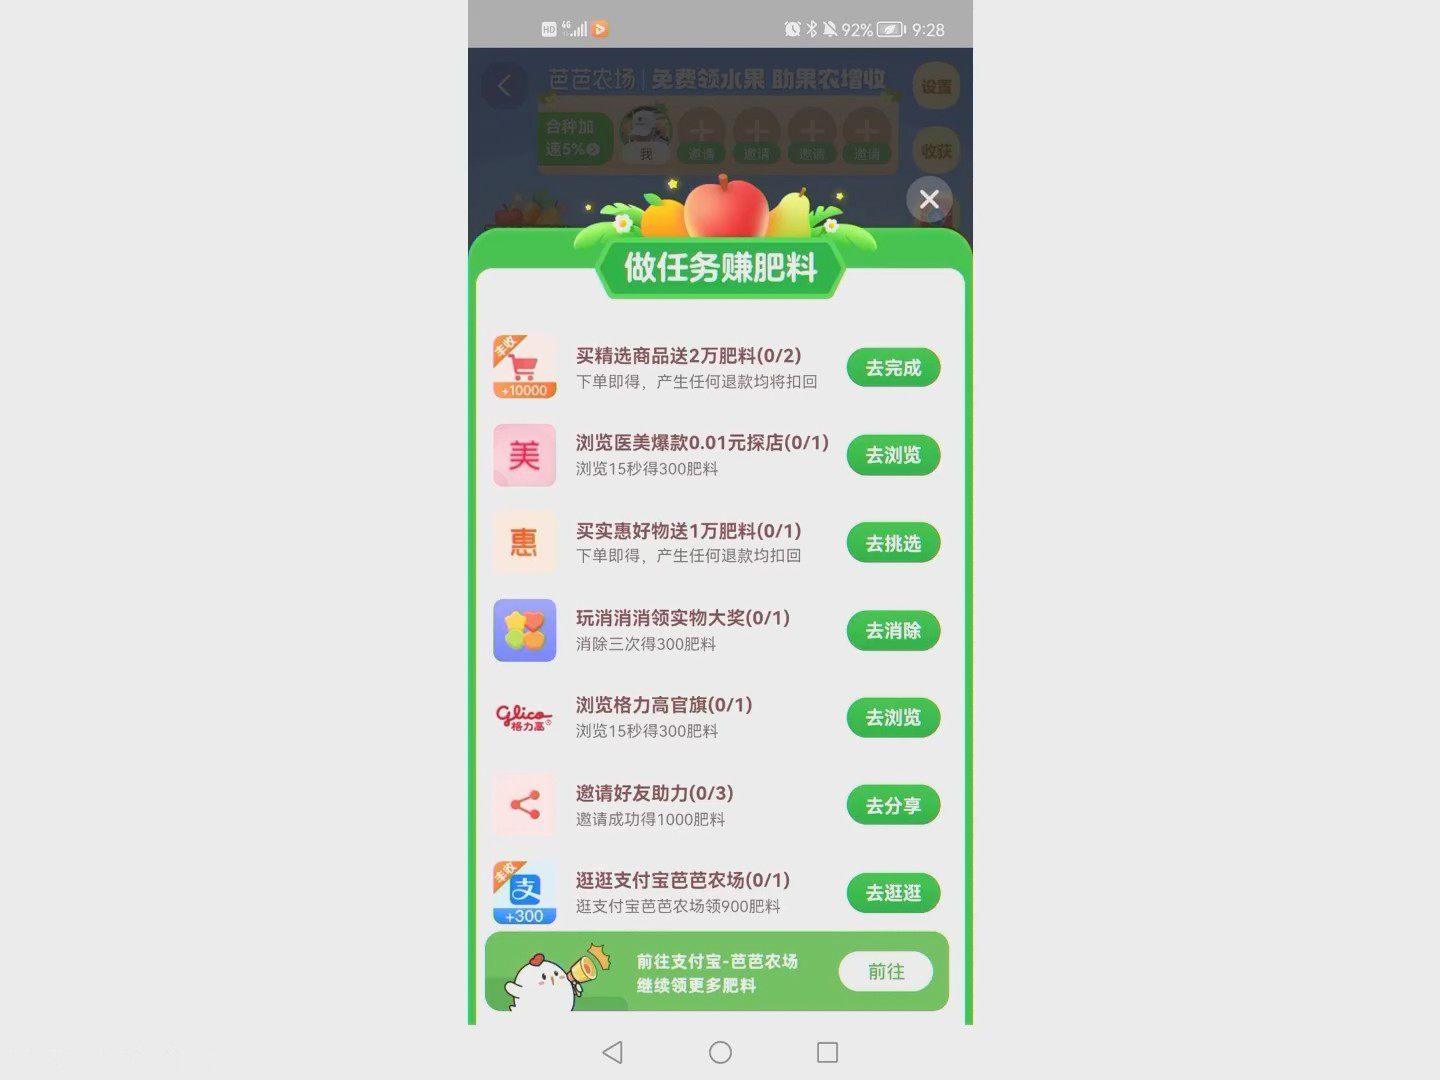 HD 4G 92% 9:28
芭芭农场 | 免费领水果 助果农增收
设置
合种加
速5%
我 邀请 邀请 邀请 邀请
收获
做任务赚肥料
丰收
+10000
买精选商品送2万肥料(0/2)
下单即得，产生任何退款均将扣回
去完成
美
浏览医美爆款0.01元探店(0/1)
浏览15秒得300肥料
去浏览
惠
买实惠好物送1万肥料(0/1)
下单即得，产生任何退款均扣回
去挑选
玩消消消领实物大奖(0/1)
消除三次得300肥料
去消除
Glico
格力高
浏览格力高官旗(0/1)
浏览15秒得300肥料
去浏览
邀请好友助力(0/3)
邀请成功得1000肥料
去分享
丰收
支
+300
逛逛支付宝芭芭农场(0/1)
逛支付宝芭芭农场领900肥料
去逛逛
前往支付宝-芭芭农场
继续领更多肥料
前往